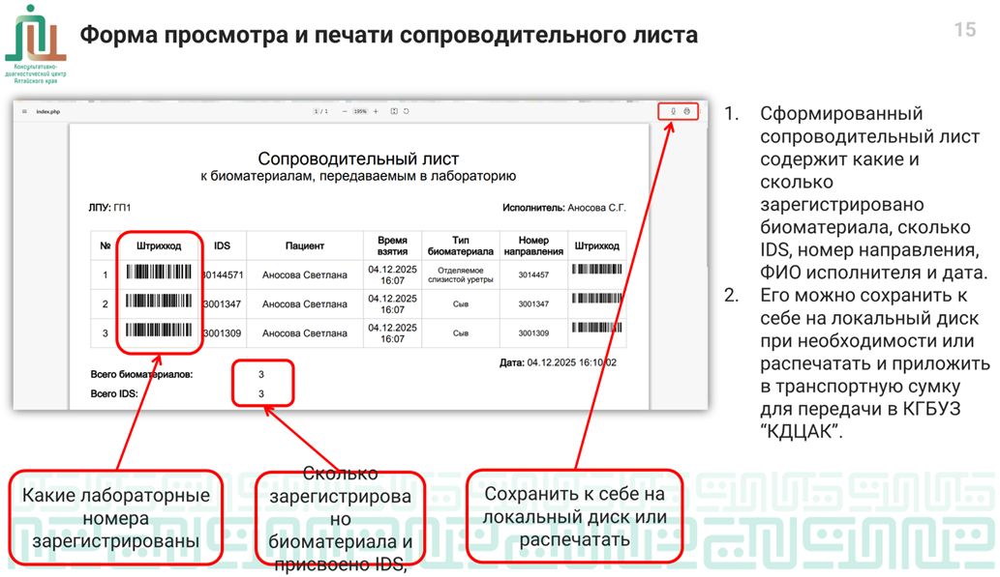 Форма просмотра и печати сопроводительного листа
15
Консультативно-
диагностический центр
Алтайского края
index.php
1 / 1
195%
Сопроводительный лист
к биоматериалам, передаваемым в лабораторию
ЛПУ: ГП1
Исполнитель: Аносова С.Г.
№ Штрихкод IDS Пациент Время взятия Тип биоматериала Номер направления Штрихкод
1 30144571 Аносова Светлана 04.12.2025 16:07 Отделяемое слизистой уретры 3014457
2 3001347 Аносова Светлана 04.12.2025 16:07 Сыв 3001347
3 3001309 Аносова Светлана 04.12.2025 16:07 Сыв 3001309
Дата: 04.12.2025 16:10:02
Всего биоматериалов: 3
Всего IDS: 3
1. Сформированный
сопроводительный лист
содержит какие и
сколько
зарегистрировано
биоматериала, сколько
IDS, номер направления,
ФИО исполнителя и дата.
2. Его можно сохранить к
себе на локальный диск
при необходимости или
распечатать и приложить
в транспортную сумку
для передачи в КГБУЗ
“КДЦАК”.
Какие лабораторные
номера
зарегистрированы
Сколько
зарегистрирова
но
биоматериала и
присвоено IDS,
Сохранить к себе на
локальный диск или
распечатать